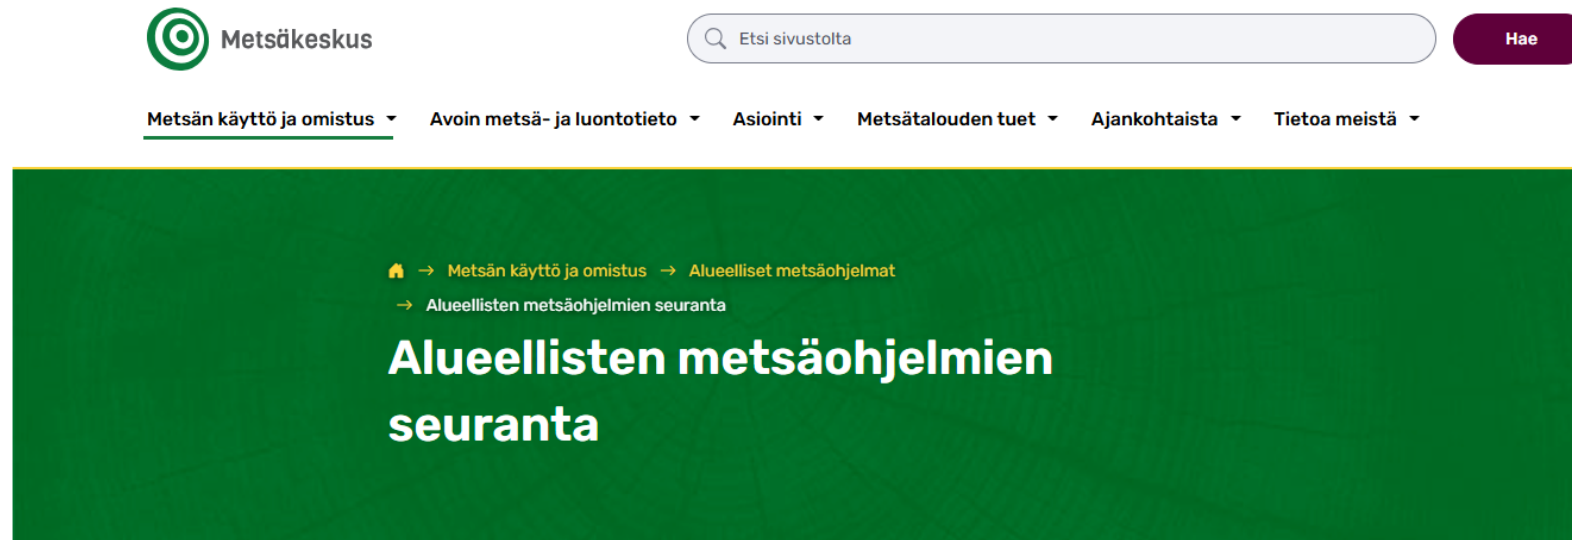 Metsäkeskus
Etsi sivustolta
Hae
Metsän käyttö ja omistus
Avoin metsä- ja luontotieto
Asiointi
Metsätalouden tuet
Ajankohtaista
Tietoa meistä
→ Metsän käyttö ja omistus → Alueelliset metsäohjelmat
→ Alueellisten metsäohjelmien seuranta
Alueellisten metsäohjelmien
seuranta